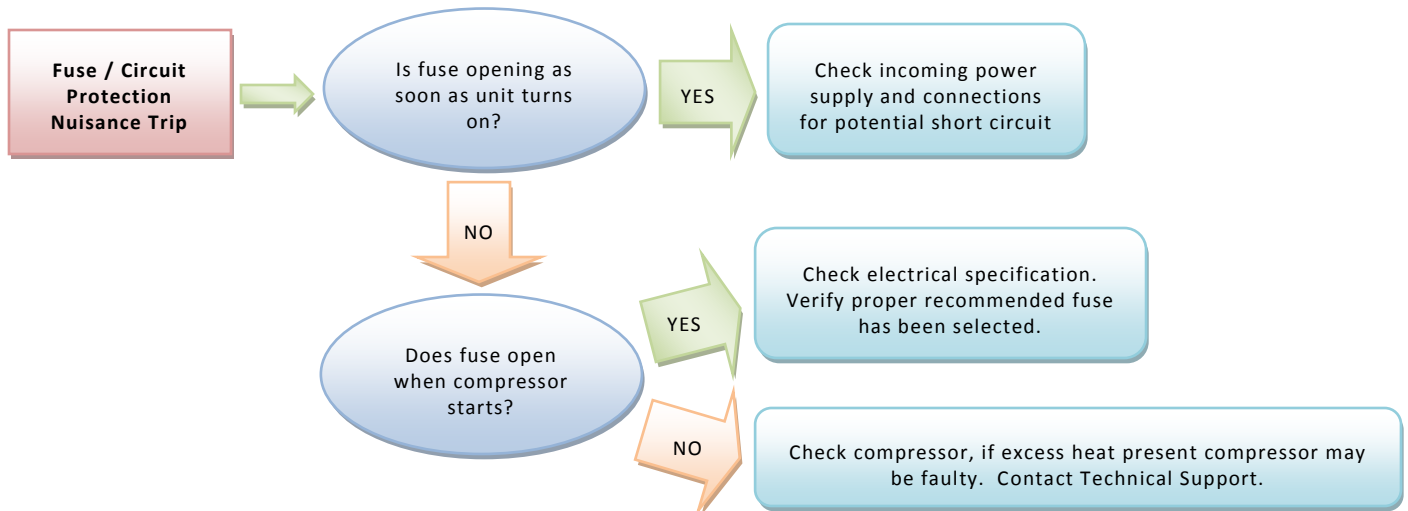 Fuse / Circuit
Protection
Nuisance Trip
Is fuse opening as
soon as unit turns
on?
YES
Check incoming power
supply and connections
for potential short circuit
NO
Does fuse open
when compressor
starts?
YES
Check electrical specification.
Verify proper recommended fuse
has been selected.
NO
Check compressor, if excess heat present compressor may
be faulty.  Contact Technical Support.